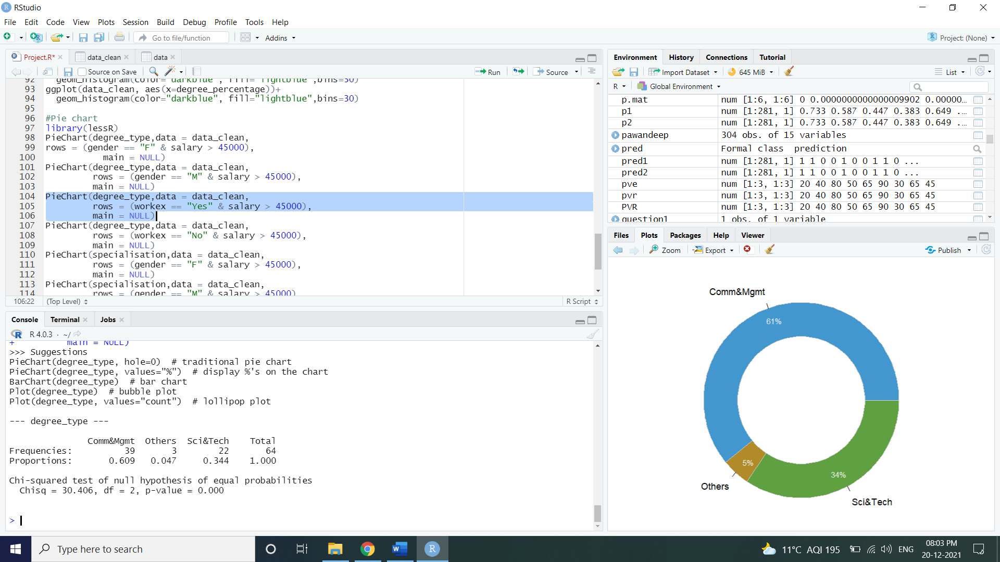 RStudio
File Edit Code View Plots Session Build Debug Profile Tools Help
Go to file/function Addins Project: (None)
Project.R* data_clean data
Source on Save Run Source
92 geom_histogram(color="darkblue", fill="lightblue",bins=30)
93 ggplot(data_clean, aes(x=degree_percentage))+
94 geom_histogram(color="darkblue", fill="lightblue",bins=30)
95
96 #Pie chart
97 library(lessR)
98 PieChart(degree_type,data = data_clean,
99 rows = (gender == "F" & salary > 45000),
100 main = NULL)
101 PieChart(degree_type,data = data_clean,
102 rows = (gender == "M" & salary > 45000),
103 main = NULL)
104 PieChart(degree_type,data = data_clean,
105 rows = (workex == "Yes" & salary > 45000),
106 main = NULL)
107 PieChart(degree_type,data = data_clean,
108 rows = (workex == "No" & salary > 45000),
109 main = NULL)
110 PieChart(specialisation,data = data_clean,
111 rows = (gender == "F" & salary > 45000),
112 main = NULL)
113 PieChart(specialisation,data = data_clean,
114 rows = (gender == "M" & salary > 45000)
106:22 (Top Level) R Script
Console Terminal Jobs
R 4.0.3 · ~/
+ main = NULL)
>>> Suggestions
PieChart(degree_type, hole=0) # traditional pie chart
PieChart(degree_type, values="%") # display %'s on the chart
BarChart(degree_type) # bar chart
Plot(degree_type) # bubble plot
Plot(degree_type, values="count") # lollipop plot
--- degree_type ---
Comm&Mgmt Others Sci&Tech Total
Frequencies: 39 3 22 64
Proportions: 0.609 0.047 0.344 1.000
Chi-squared test of null hypothesis of equal probabilities
Chisq = 30.406, df = 2, p-value = 0.000
>
Environment History Connections Tutorial
Import Dataset 645 MiB List
R Global Environment
p.mat num [1:6, 1:6] 0 0.0000000000000009902 0.00000...
p1 num [1:281, 1] 0.733 0.587 0.447 0.383 0.649 ...
p2 num [1:281, 1] 0.733 0.587 0.447 0.383 0.649 ...
pawandeep 304 obs. of 15 variables
pred Formal class prediction
pred1 num [1:281, 1] 1 1 0 0 1 0 0 1 1 0 ...
pred2 num [1:281, 1] 1 1 0 0 1 0 0 1 1 0 ...
pve num [1:3, 1:3] 20 40 80 50 65 90 30 65 45
pvr num [1:3, 1:3] 20 40 80 50 65 90 30 65 45
PVR num [1:3, 1:3] 20 40 80 50 65 90 30 65 45
question1 1 obs. of 1 variable
Files Plots Packages Help Viewer
Zoom Export Publish
Comm&Mgmt
61%
5%
34%
Others
Sci&Tech
Type here to search
W
R
11°C AQI 195 ENG
08:03 PM
20-12-2021